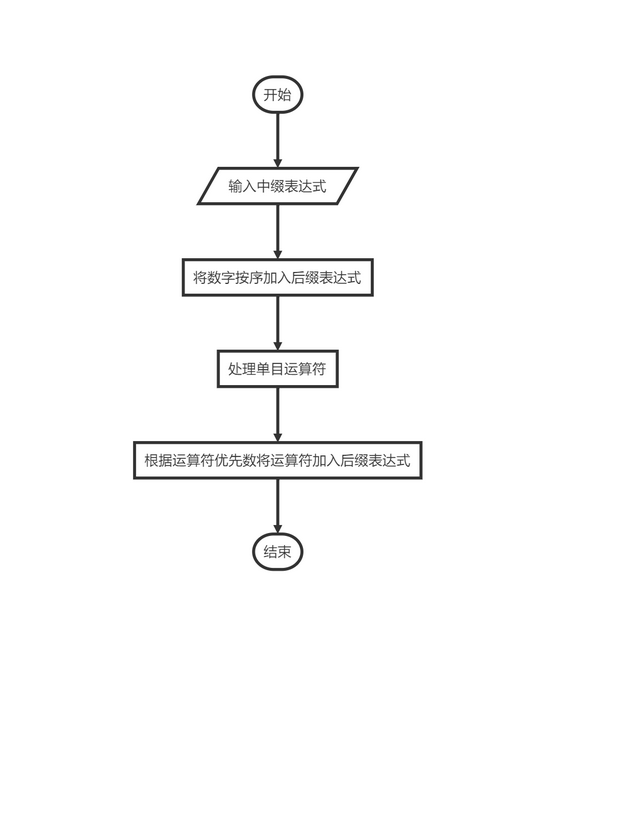 开始
输入中缀表达式
将数字按序加入后缀表达式
处理单目运算符
根据运算符优先数将运算符加入后缀表达式
结束